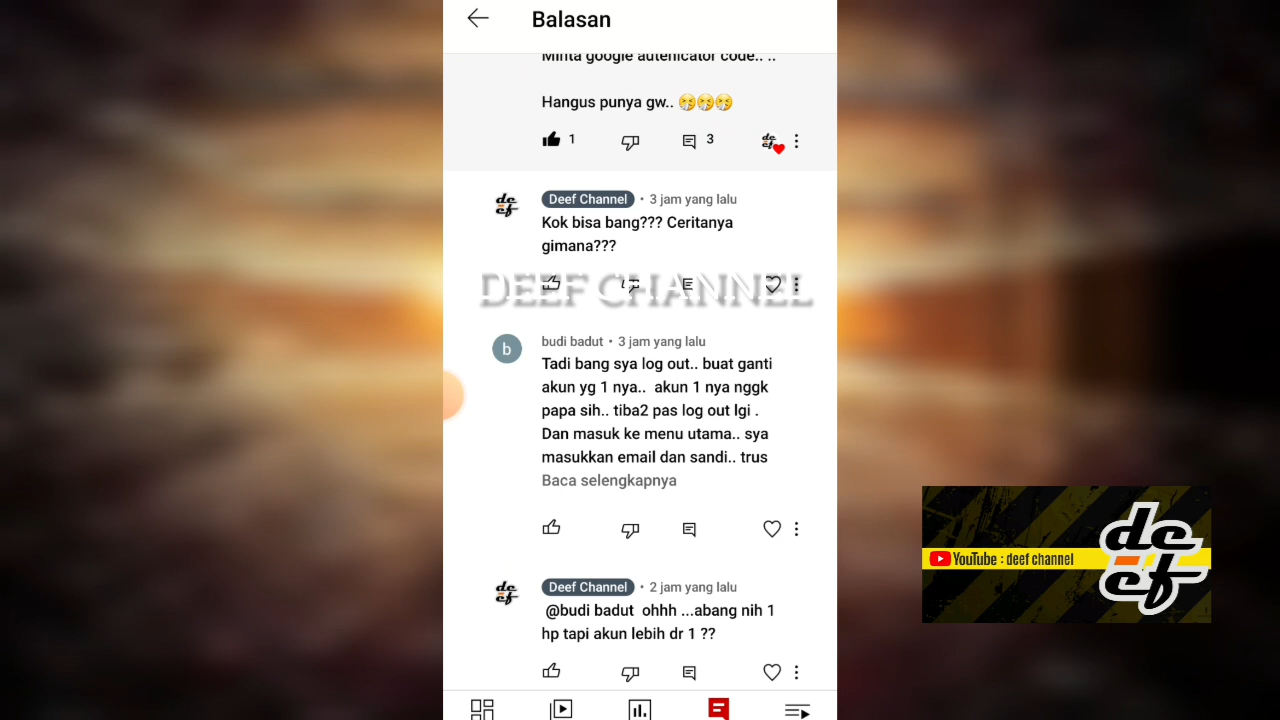 Balasan
Minta google autenicator code.. ..
Hangus punya gw.. 🤧🤧🤧
1
3
Deef Channel • 3 jam yang lalu
Kok bisa bang??? Ceritanya
gimana???
DEEF CHANNEL
b
budi badut • 3 jam yang lalu
Tadi bang sya log out.. buat ganti
akun yg 1 nya.. akun 1 nya nggk
papa sih.. tiba2 pas log out lgi .
Dan masuk ke menu utama.. sya
masukkan email dan sandi.. trus
Baca selengkapnya
Deef Channel • 2 jam yang lalu
@budi badut ohhh ...abang nih 1
hp tapi akun lebih dr 1 ??
YouTube : deef channel
de
ef